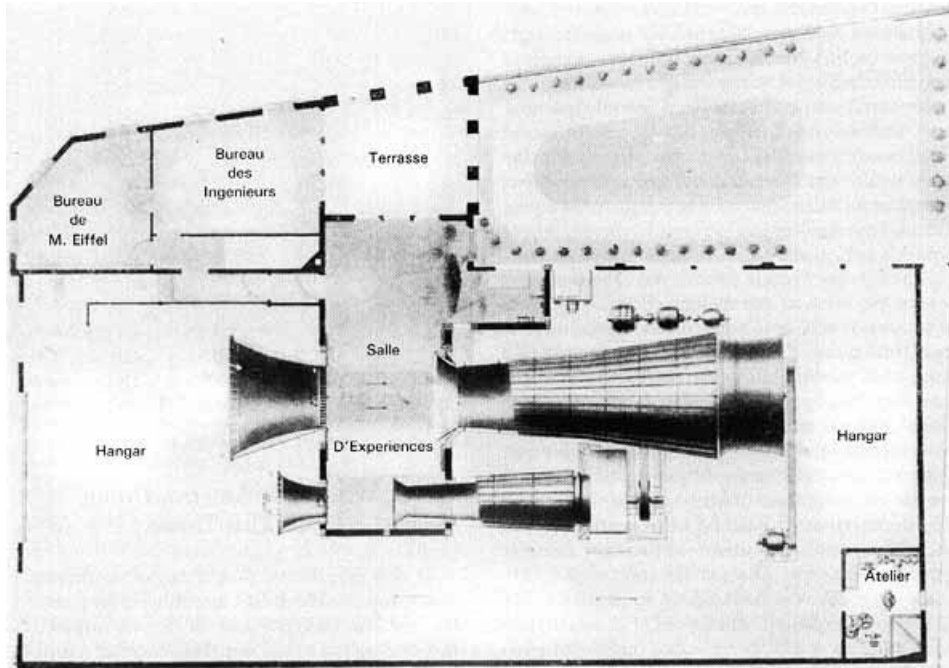 Bureau
des
Ingenieurs
Terrasse
Bureau
de
M. Eiffel
Salle
D'Experiences
Hangar
Hangar
Atelier